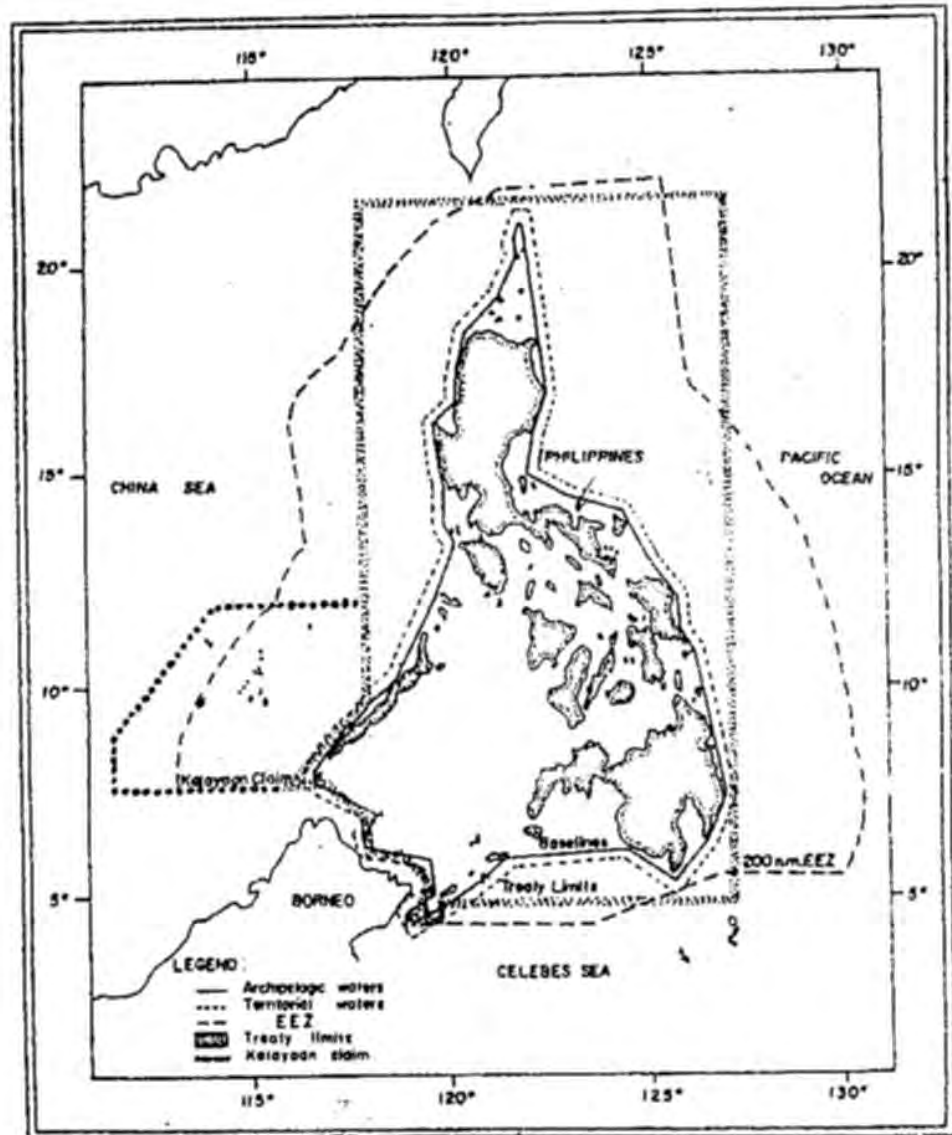 115° 120° 125° 130°
20° 20°
PHILIPPINES
PACIFIC
OCEAN
15° 15°
CHINA SEA
10° 10°
Kalayaan Claim
Baselines
200 n.m. EEZ
Treaty Limits
5° 5°
BORNEO
CELEBES SEA
LEGEND:
Archipelagic waters
Territorial waters
EEZ
Treaty limits
Kalayaan claim
115° 120° 125° 130°